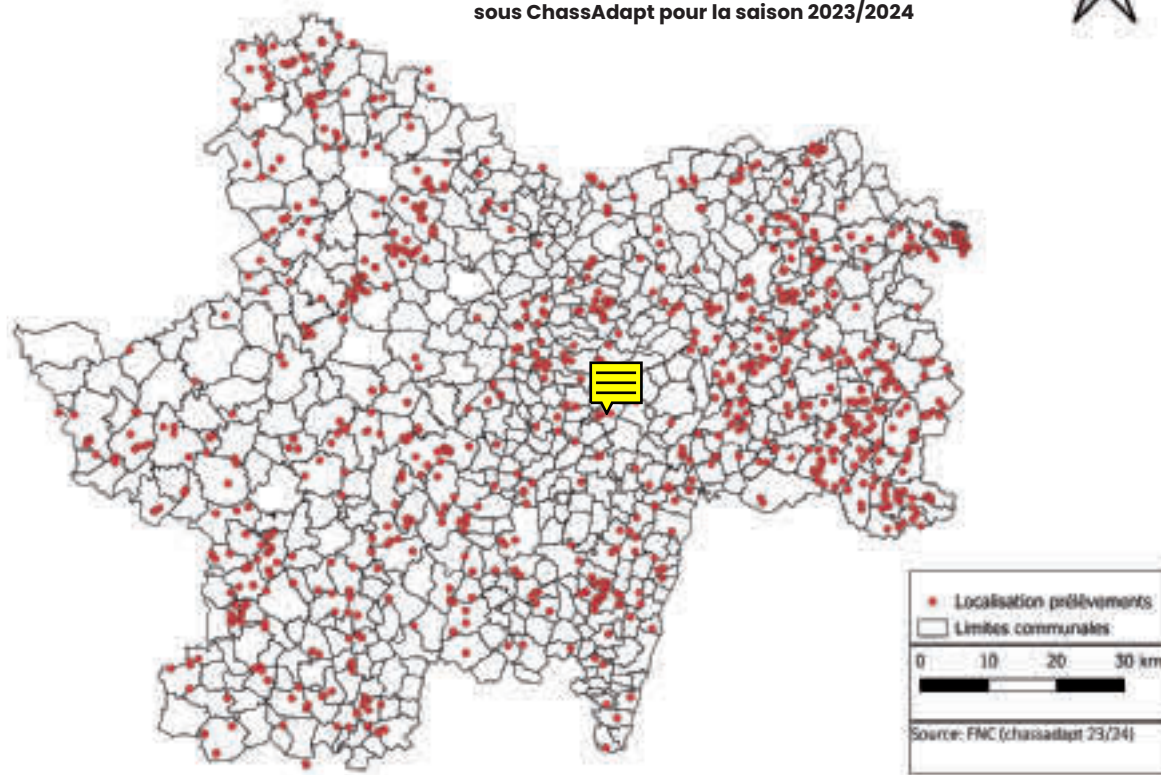 sous ChassAdapt pour la saison 2023/2024
Localisation prélèvements
Limites communales
0 10 20 30 km
Source: FNC (chassadapt 23/24)